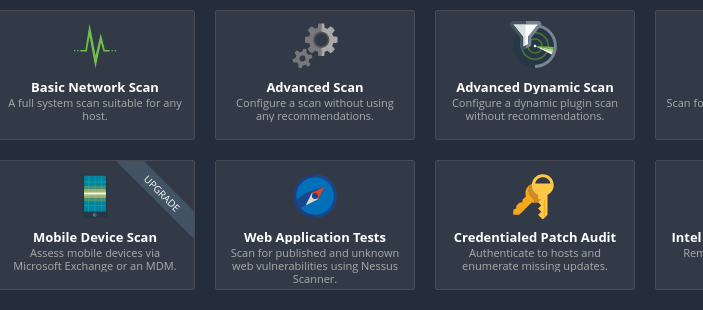 Basic Network Scan
A full system scan suitable for any
host.
Advanced Scan
Configure a scan without using
any recommendations.
Advanced Dynamic Scan
Configure a dynamic plugin scan
without recommendations.
Scan fo
UPGRADE
Mobile Device Scan
Assess mobile devices via
Microsoft Exchange or an MDM.
Web Application Tests
Scan for published and unknown
web vulnerabilities using Nessus
Scanner.
Credentialed Patch Audit
Authenticate to hosts and
enumerate missing updates.
Intel
Rem